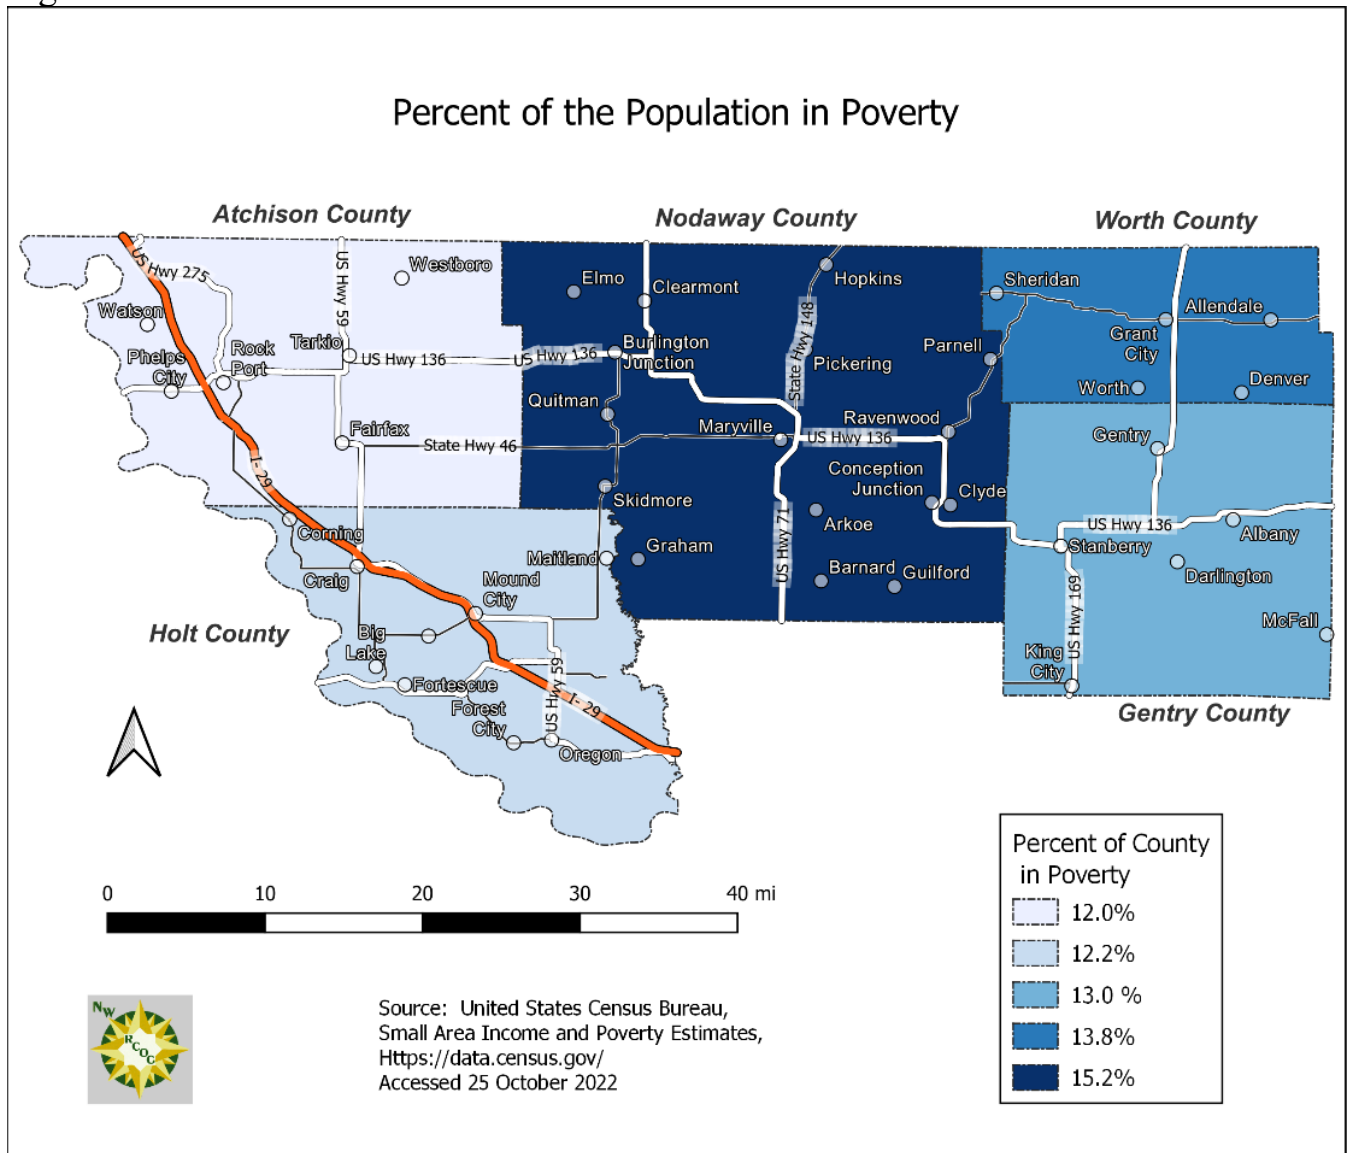 Percent of the Population in Poverty
Atchison County
Nodaway County
Worth County
US Hwy 275
US Hwy 59
Westboro
Elmo
Clearmont
Hopkins
Sheridan
Allendale
Watson
Tarkio
Rock
Port
Phelps
City
US Hwy 136
US Hwy 136
Burlington
Junction
State Hwy 148
Pickering
Parnell
Grant
City
Worth
Denver
Quitman
Fairfax
State Hwy 46
Maryville
US Hwy 136
Ravenwood
Gentry
I- 29
Skidmore
Conception
Junction
Clyde
Arkoe
US Hwy 71
US Hwy 136
Albany
Stanberry
Darlington
Corning
Craig
Maitland
Graham
Mound
City
Barnard
Guilford
US Hwy 169
McFall
Holt County
Big
Lake
King
City
Fortescue
Forest
City
US Hwy 59
I- 29
Oregon
Gentry County
Percent of County
in Poverty
12.0%
12.2%
13.0 %
13.8%
15.2%
0 10 20 30 40 mi
NW
RCOC
Source: United States Census Bureau,
Small Area Income and Poverty Estimates,
Https://data.census.gov/
Accessed 25 October 2022